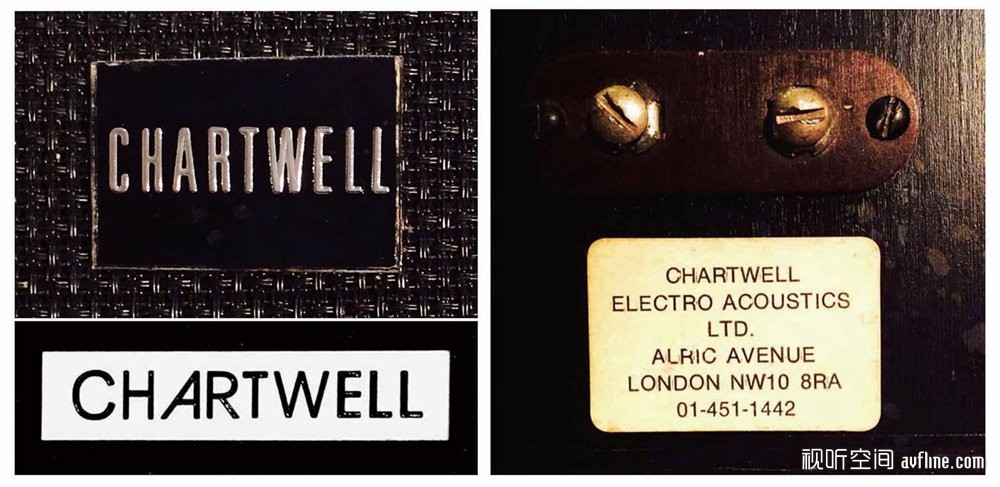 CHARTWELL
CHARTWELL
CHARTWELL
ELECTRO ACOUSTICS
LTD.
ALRIC AVENUE
LONDON NW10 8RA
01-451-1442
视听空间 avfline.com